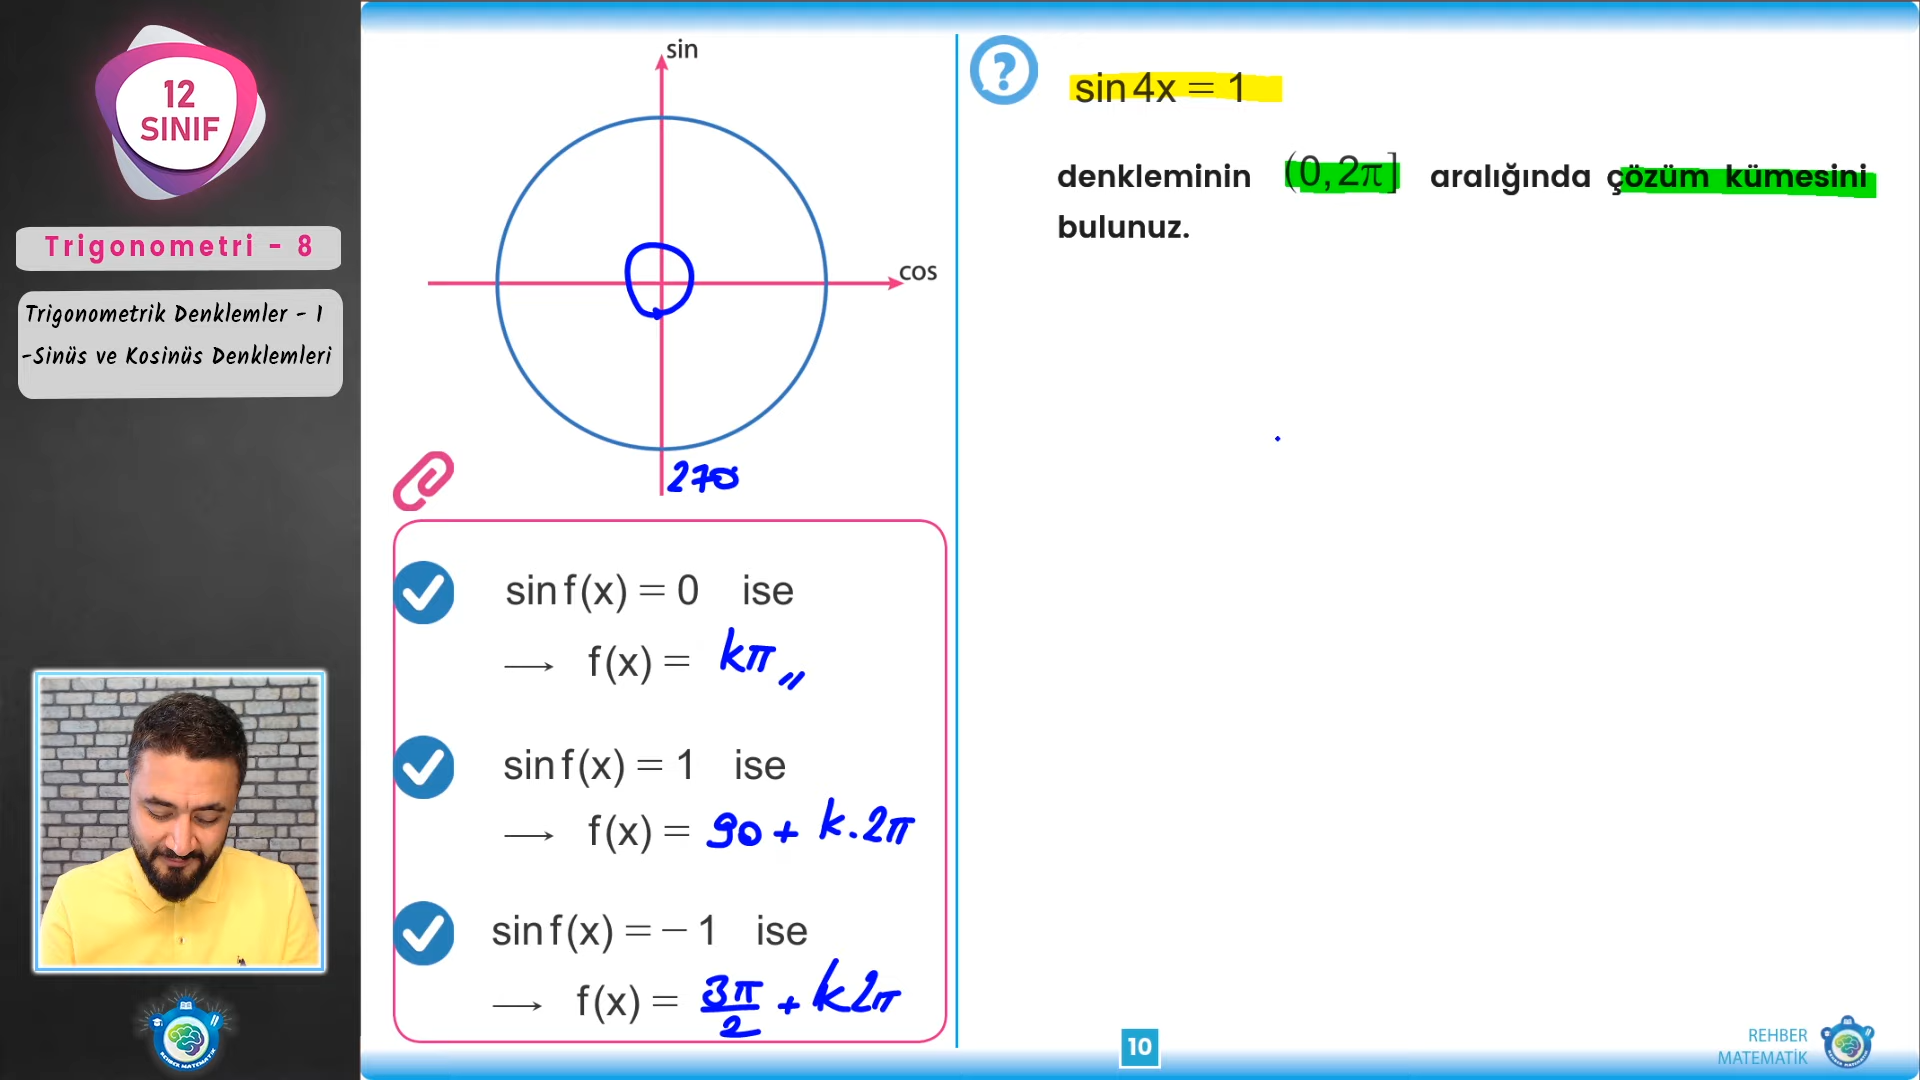 12
SINIF
Trigonometri - 8
Trigonometrik Denklemler - 1
-Sinüs ve Kosinüs Denklemleri
sin
cos
270
sin f(x) = 0 ise
→ f(x) = kπ,,
sin f(x) = 1 ise
→ f(x) = 90 + k.2π
sin f(x) = - 1 ise
→ f(x) = 3π/2 + k2π
?
sin 4x = 1
denkleminin (0, 2π] aralığında çözüm kümesini
bulunuz.
10
REHBER
MATEMATİK